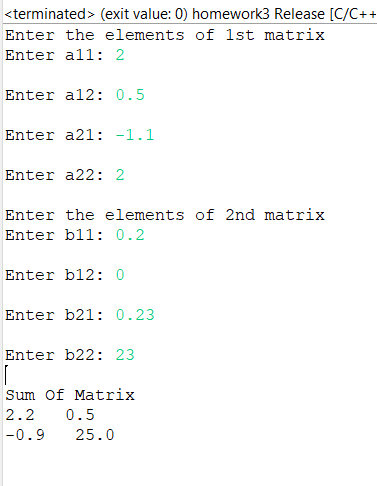 <terminated> (exit value: 0) homework3 Release [C/C++
Enter the elements of 1st matrix
Enter a11: 2
Enter a12: 0.5
Enter a21: -1.1
Enter a22: 2
Enter the elements of 2nd matrix
Enter b11: 0.2
Enter b12: 0
Enter b21: 0.23
Enter b22: 23
Sum Of Matrix
2.2   0.5
-0.9   25.0